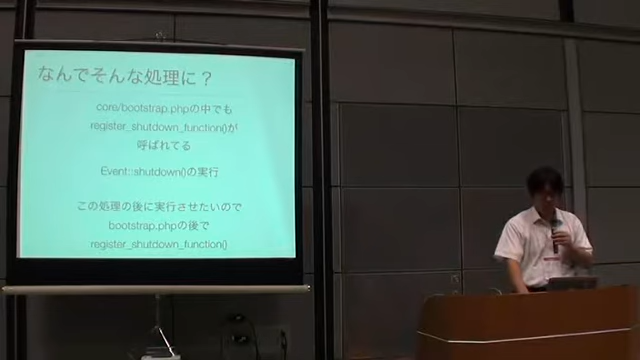 なんでそんな処理に？
core/bootstrap.phpの中でも
register_shutdown_function()が
呼ばれてる
Event::shutdown()の実行
この処理の後に実行させたいので
bootstrap.phpの後で
register_shutdown_function()